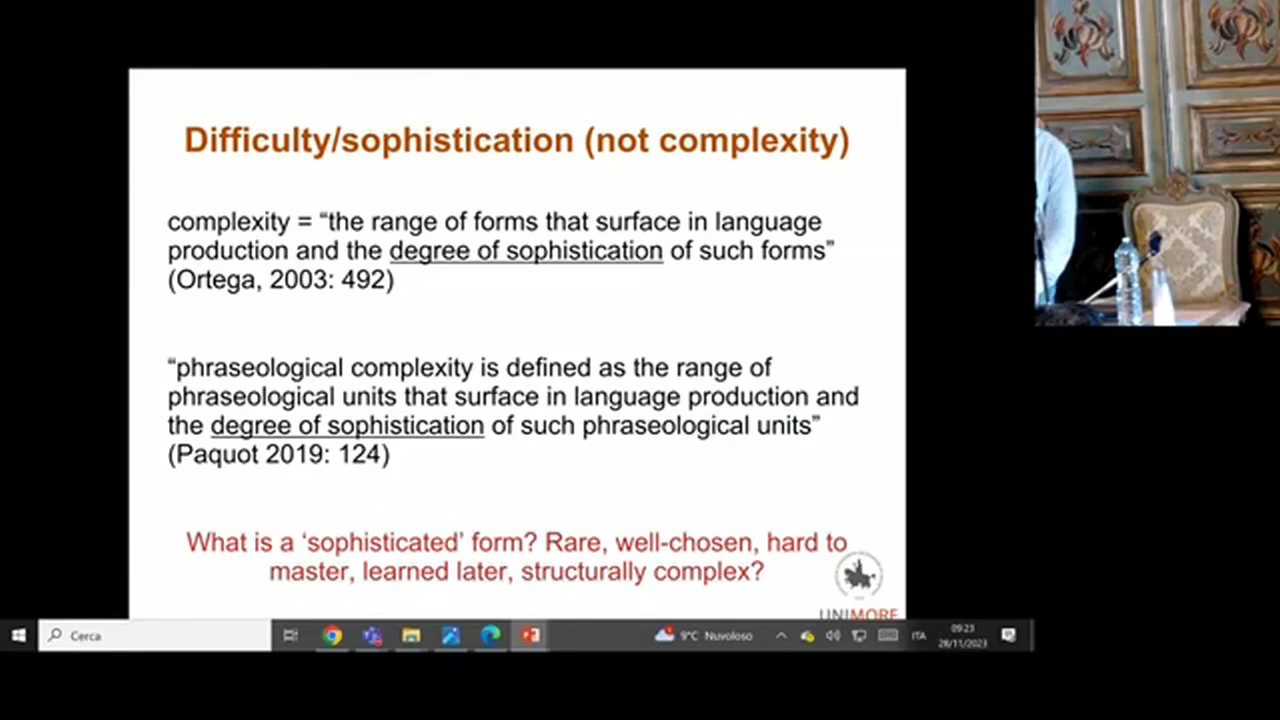 Difficulty/sophistication (not complexity)
complexity = “the range of forms that surface in language
production and the degree of sophistication of such forms”
(Ortega, 2003: 492)
“phraseological complexity is defined as the range of
phraseological units that surface in language production and
the degree of sophistication of such phraseological units”
(Paquot 2019: 124)
What is a ‘sophisticated’ form? Rare, well-chosen, hard to
master, learned later, structurally complex?
UNIMORE
Cerca
9°C Nuvoloso
ITA
09:23
28/11/2023